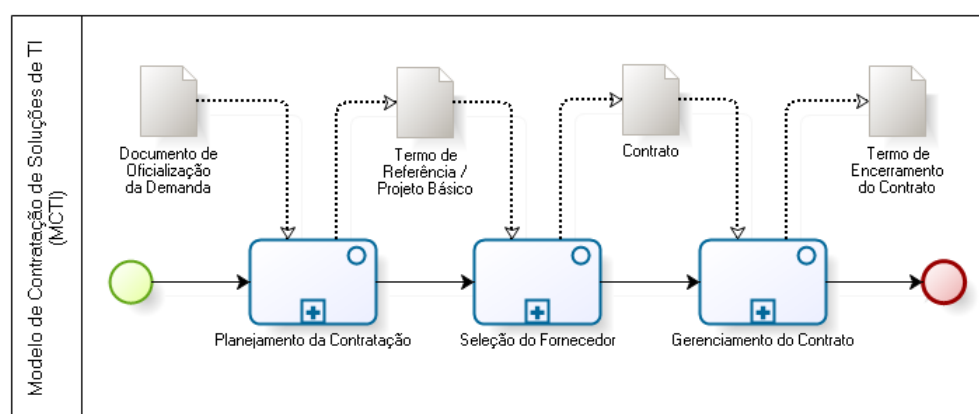 Modelo de Contratação de Soluções de TI
(MCTI)
Documento de
Oficialização
da Demanda
Termo de
Referência /
Projeto Básico
Contrato
Termo de
Encerramento
do Contrato
Planejamento da Contratação
Seleção do Fornecedor
Gerenciamento do Contrato